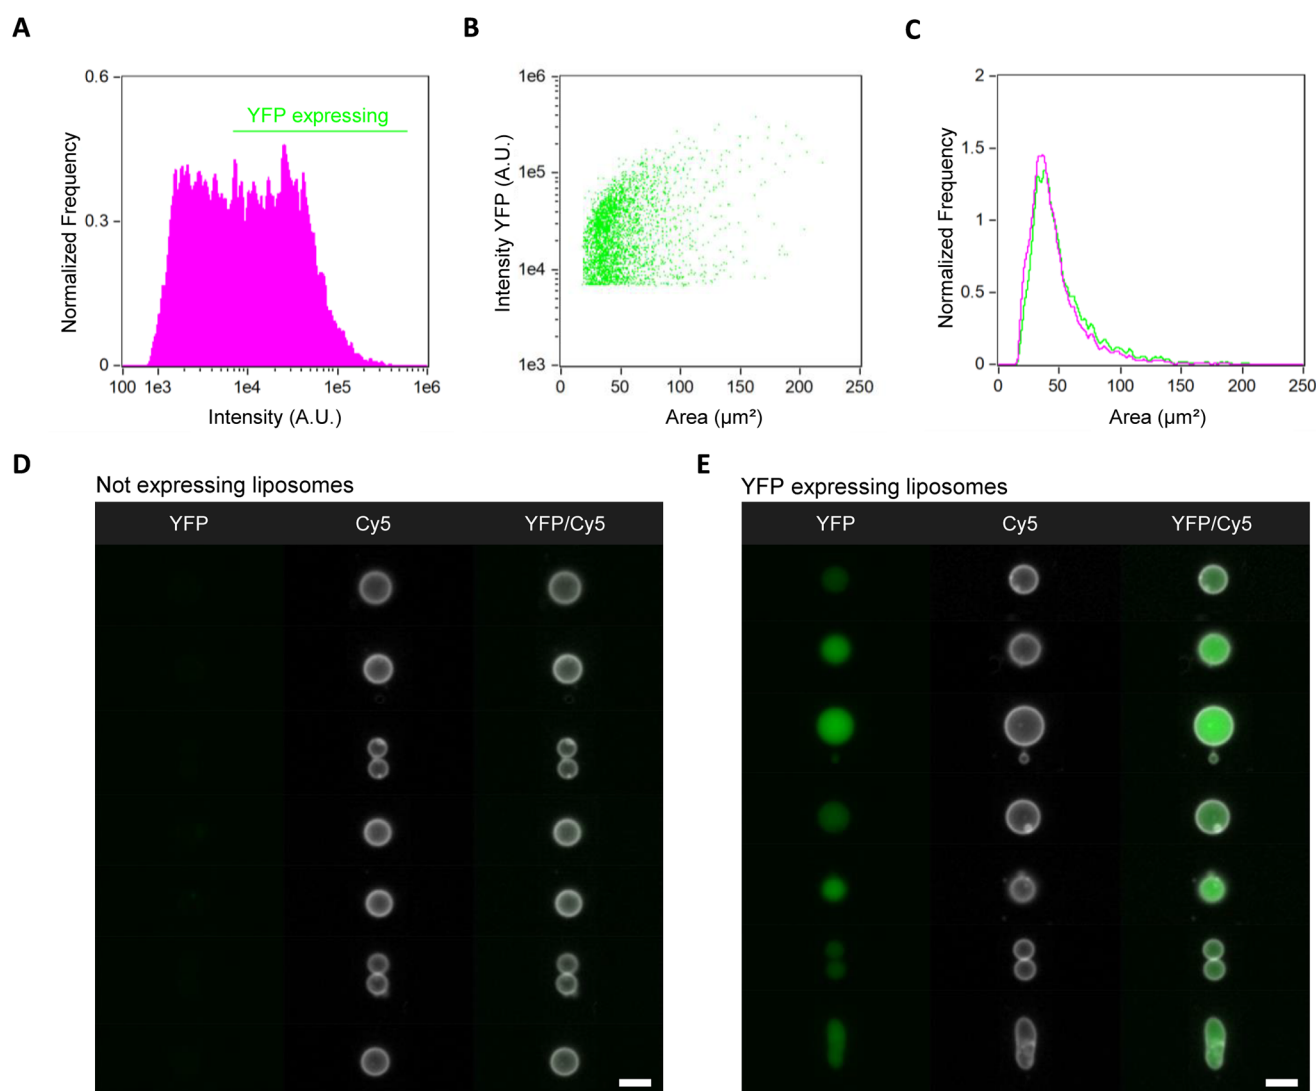 A
B
C
0.6
0.3
0
Normalized Frequency
YFP expressing
100 1e3 1e4 1e5 1e6
Intensity (A.U.)
1e6
1e5
1e4
1e3
Intensity YFP (A.U.)
0 50 100 150 200 250
Area (µm²)
2
1.5
1
0.5
0
Normalized Frequency
0 50 100 150 200 250
Area (µm²)
D
Not expressing liposomes
YFP Cy5 YFP/Cy5
E
YFP expressing liposomes
YFP Cy5 YFP/Cy5